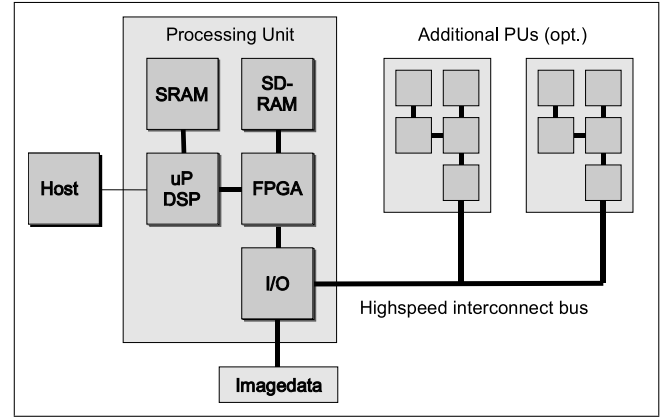 Processing Unit
Additional PUs (opt.)
SRAM
SD-
RAM
Host
uP
DSP
FPGA
I/O
Highspeed interconnect bus
Imagedata